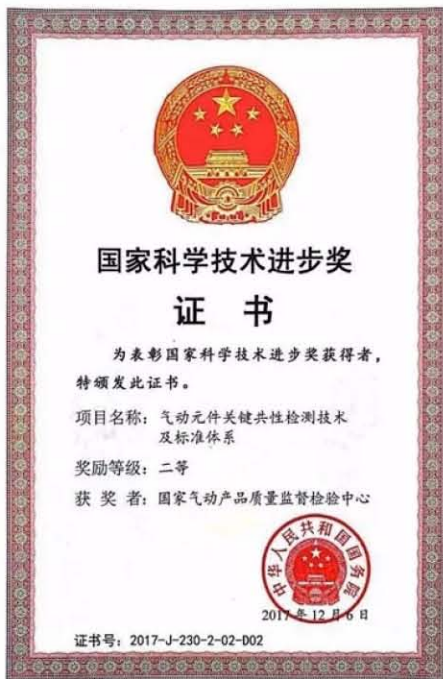 国家科学技术进步奖
证 书
为表彰国家科学技术进步奖获得者，
特颁发此证书。
项目名称：气动元件关键共性检测技术
及标准体系
奖励等级：二等
获 奖 者：国家气动产品质量监督检验中心
中华人民共和国国务院
2017年12月6日
证书号：2017-J-230-2-02-D02